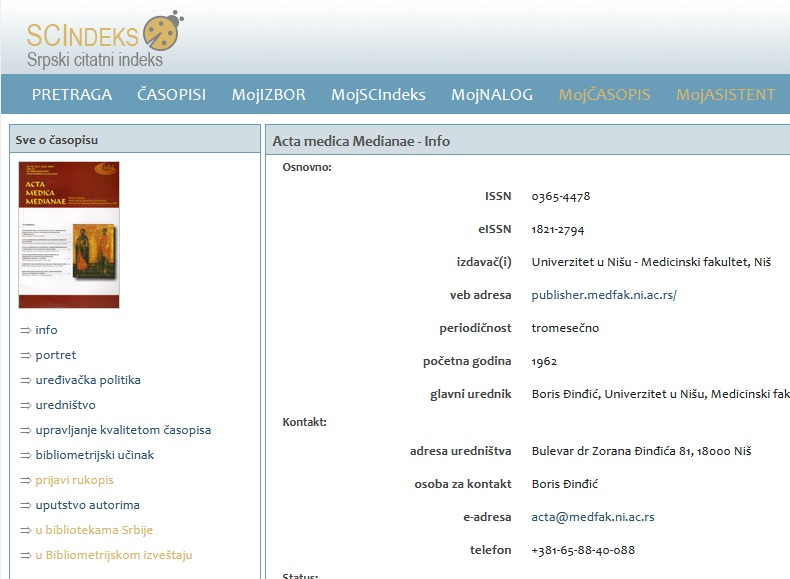 SCINDEKS
Srpski citatni indeks
PRETRAGA ČASOPISI MojIZBOR MojSCIndeks MojNALOG MojČASOPIS MojASISTENT
Sve o časopisu
ACTA
MEDICA
MEDIANAE
info
portret
uređivačka politika
uredništvo
upravljanje kvalitetom časopisa
bibliometrijski učinak
prijavi rukopis
uputstvo autorima
u bibliotekama Srbije
u Bibliometrijskom izveštaju
Acta medica Medianae - Info
Osnovno:
ISSN 0365-4478
eISSN 1821-2794
izdavač(i) Univerzitet u Nišu - Medicinski fakultet, Niš
veb adresa publisher.medfak.ni.ac.rs/
periodičnost tromesečno
početna godina 1962
glavni urednik Boris Đinđić, Univerzitet u Nišu, Medicinski fak
Kontakt:
adresa uredništva Bulevar dr Zorana Đinđića 81, 18000 Niš
osoba za kontakt Boris Đinđić
e-adresa acta@medfak.ni.ac.rs
telefon +381-65-88-40-088
Status: